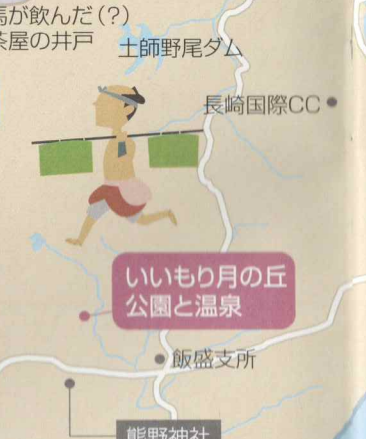 馬が飲んだ(?)
茶屋の井戸
土師野尾ダム
長崎国際CC
いいもり月の丘
公園と温泉
飯盛支所
熊野神社